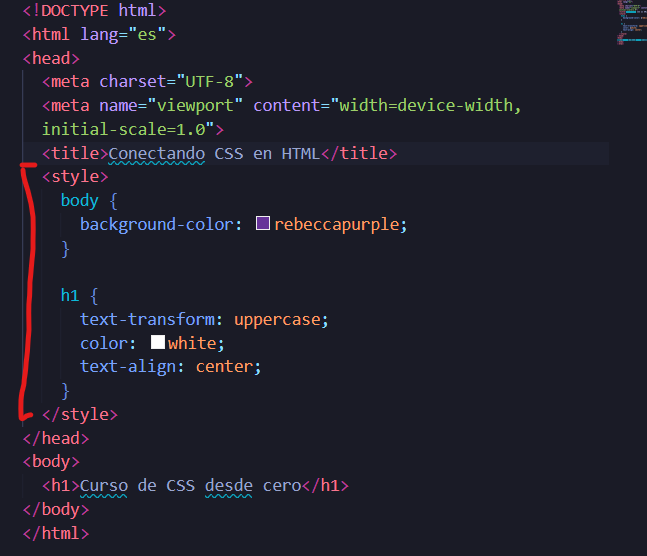 <!DOCTYPE html>
<html lang="es">
<head>
<meta charset="UTF-8">
<meta name="viewport" content="width=device-width,
initial-scale=1.0">
<title>Conectando CSS en HTML</title>
<style>
body {
background-color: rebeccapurple;
}
h1 {
text-transform: uppercase;
color: white;
text-align: center;
}
</style>
</head>
<body>
<h1>Curso de CSS desde cero</h1>
</body>
</html>